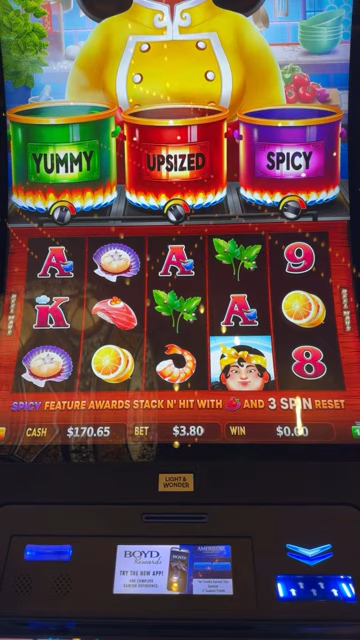 YUMMY
UPSIZED
SPICY
A
A
9
K
A
8
SPICY FEATURE AWARDS STACK N' HIT WITH AND 3 SPIN RESET
CASH $170.65 BET $3.80 WIN $0.00
LIGHT & WONDER
BOYD
Rewards
TRY THE NEW APP!